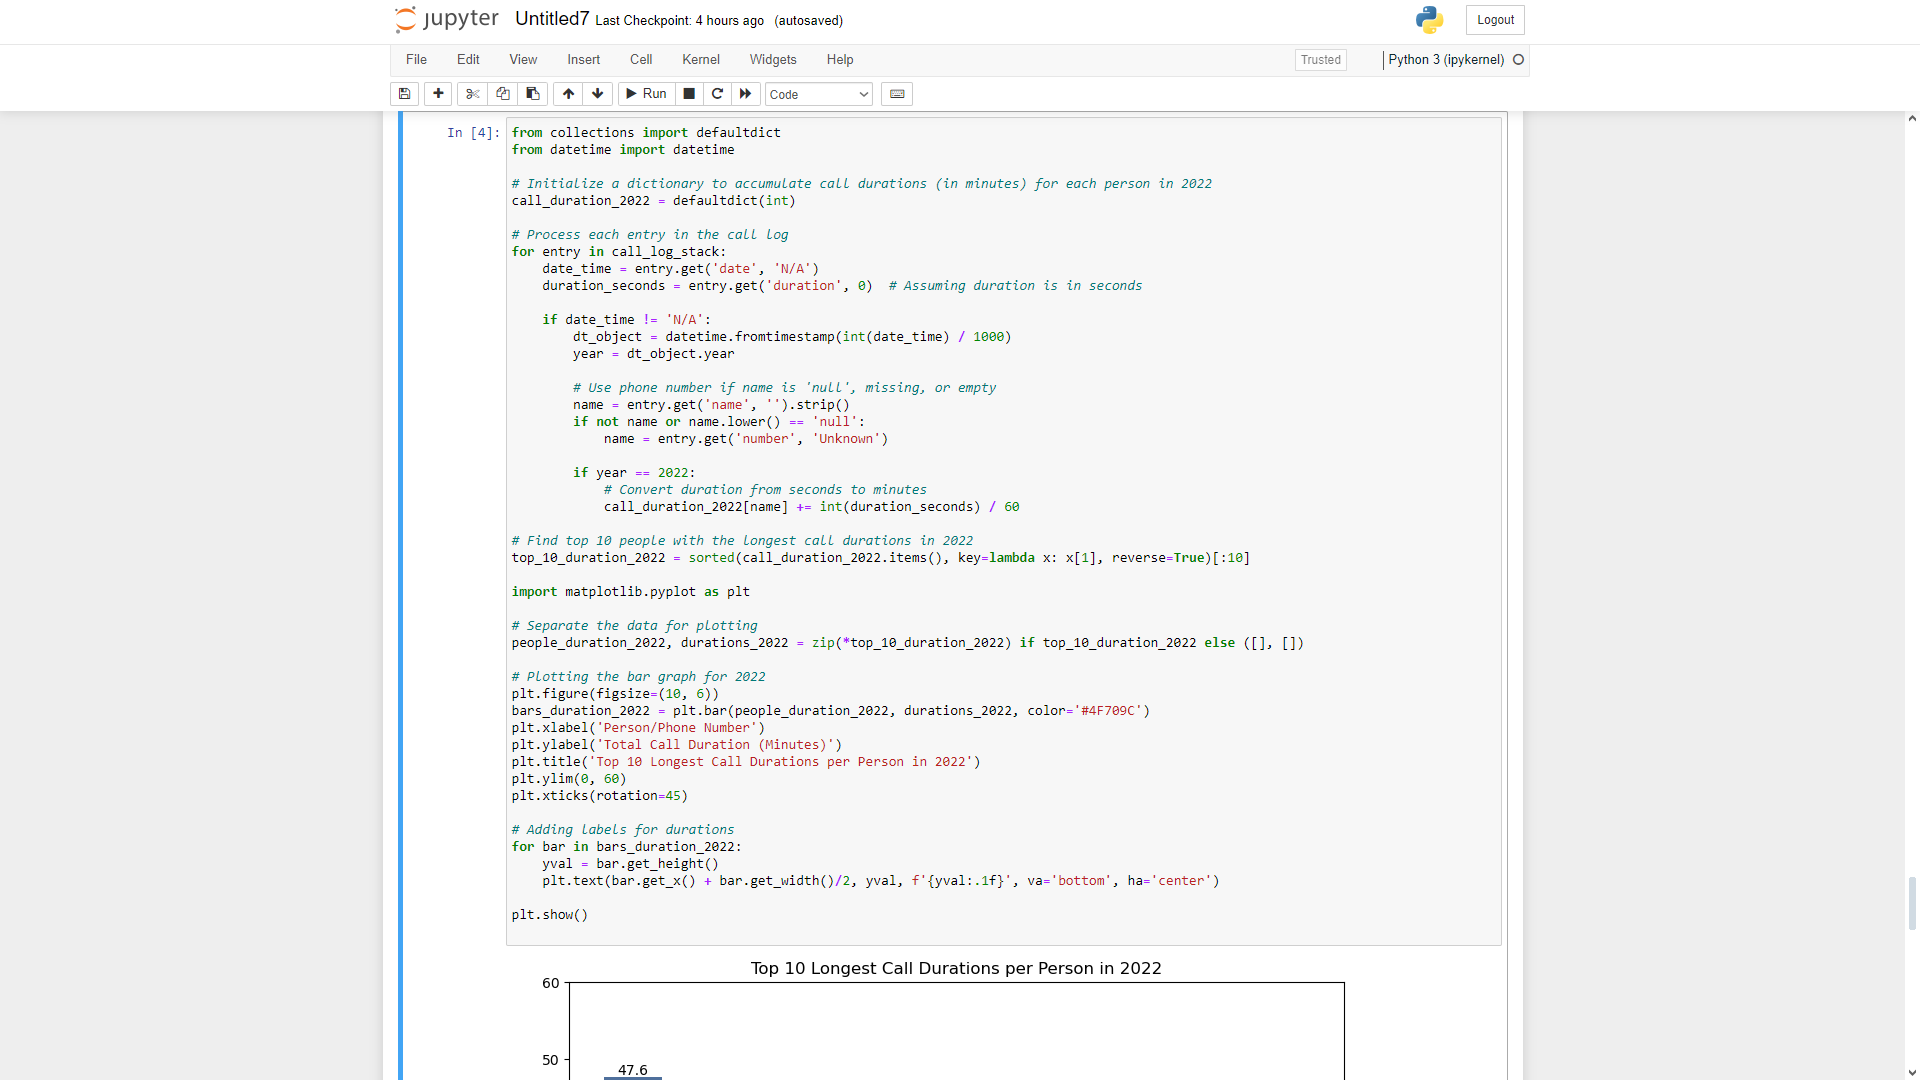 jupyter Untitled7 Last Checkpoint: 4 hours ago (autosaved) Logout
File Edit View Insert Cell Kernel Widgets Help Trusted Python 3 (ipykernel)
Run Code
In [4]: from collections import defaultdict
from datetime import datetime
# Initialize a dictionary to accumulate call durations (in minutes) for each person in 2022
call_duration_2022 = defaultdict(int)
# Process each entry in the call log
for entry in call_log_stack:
    date_time = entry.get('date', 'N/A')
    duration_seconds = entry.get('duration', 0)  # Assuming duration is in seconds
    if date_time != 'N/A':
        dt_object = datetime.fromtimestamp(int(date_time) / 1000)
        year = dt_object.year
        # Use phone number if name is 'null', missing, or empty
        name = entry.get('name', '').strip()
        if not name or name.lower() == 'null':
            name = entry.get('number', 'Unknown')
        if year == 2022:
            # Convert duration from seconds to minutes
            call_duration_2022[name] += int(duration_seconds) / 60
# Find top 10 people with the longest call durations in 2022
top_10_duration_2022 = sorted(call_duration_2022.items(), key=lambda x: x[1], reverse=True)[:10]
import matplotlib.pyplot as plt
# Separate the data for plotting
people_duration_2022, durations_2022 = zip(*top_10_duration_2022) if top_10_duration_2022 else ([], [])
# Plotting the bar graph for 2022
plt.figure(figsize=(10, 6))
bars_duration_2022 = plt.bar(people_duration_2022, durations_2022, color='#4F709C')
plt.xlabel('Person/Phone Number')
plt.ylabel('Total Call Duration (Minutes)')
plt.title('Top 10 Longest Call Durations per Person in 2022')
plt.ylim(0, 60)
plt.xticks(rotation=45)
# Adding labels for durations
for bar in bars_duration_2022:
    yval = bar.get_height()
    plt.text(bar.get_x() + bar.get_width()/2, yval, f'{yval:.1f}', va='bottom', ha='center')
plt.show()
Top 10 Longest Call Durations per Person in 2022
60
50
47.6